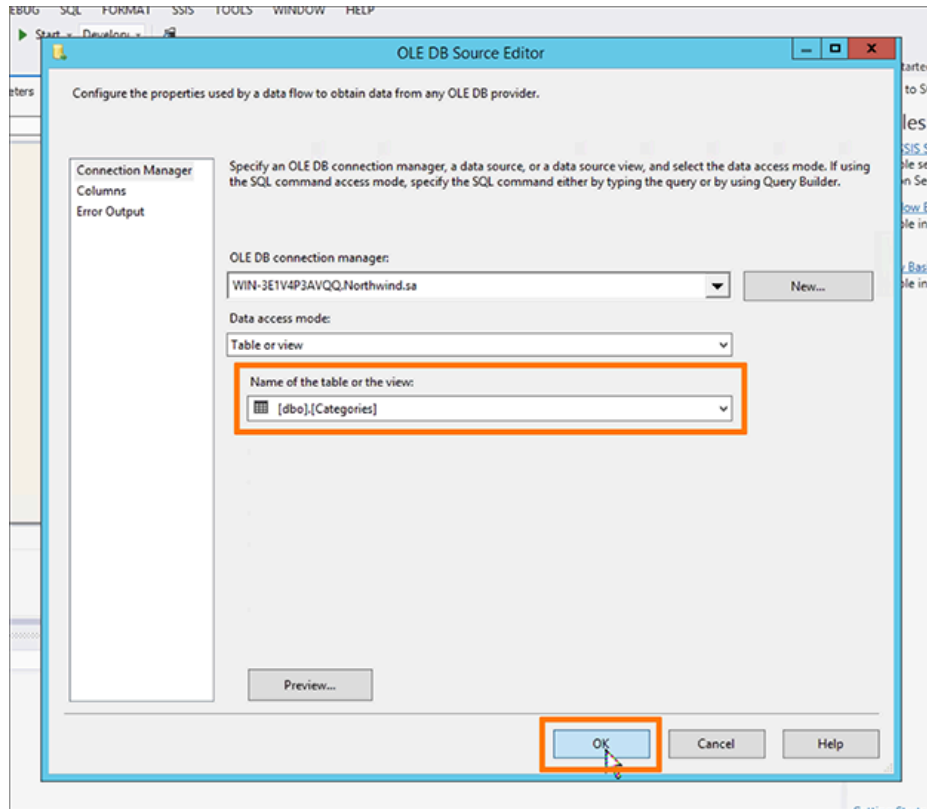 SQL FORMAT SSIS TOOLS WINDOW HELP
Start
OLE DB Source Editor
Configure the properties used by a data flow to obtain data from any OLE DB provider.
Connection Manager
Columns
Error Output
Specify an OLE DB connection manager, a data source, or a data source view, and select the data access mode. If using
the SQL command access mode, specify the SQL command either by typing the query or by using Query Builder.
OLE DB connection manager:
WIN-3E1V4P3AVQQ.Northwind.sa
New...
Data access mode:
Table or view
Name of the table or the view:
[dbo].[Categories]
Preview...
OK
Cancel
Help